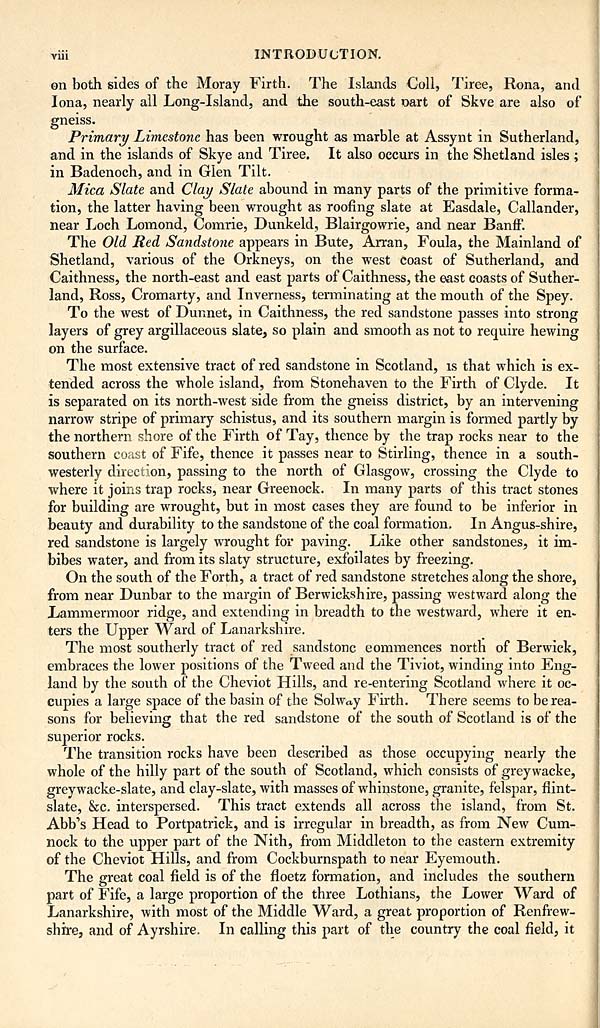 viii INTRODUCTION.
on both sides of the Moray Firth. The Islands Coll, Tiree, Rona, and
Iona, nearly all Long-Island, and the south-east part of Skye are also of
gneiss.
Primary Limestone has been wrought as marble at Assynt in Sutherland,
and in the islands of Skye and Tiree. It also occurs in the Shetland isles;
in Badenoch, and in Glen Tilt.
Mica Slate and Clay Slate abound in many parts of the primitive forma-
tion, the latter having been wrought as roofing slate at Easdale, Callander,
near Loch Lomond, Comrie, Dunkeld, Blairgowrie, and near Banff.
The Old Red Sandstone appears in Bute, Arran, Foula, the Mainland of
Shetland, various of the Orkneys, on the west coast of Sutherland, and
Caithness, the north-east and east parts of Caithness, the east coasts of Suther-
land, Ross, Cromarty, and Inverness, terminating at the mouth of the Spey.
To the west of Dunnet, in Caithness, the red sandstone passes into strong
layers of grey argillaceous slate, so plain and smooth as not to require hewing
on the surface.
The most extensive tract of red sandstone in Scotland, is that which is ex-
tended across the whole island, from Stonehaven to the Firth of Clyde. It
is separated on its north-west side from the gneiss district, by an intervening
narrow stripe of primary schistus, and its southern margin is formed partly by
the northern shore of the Firth of Tay, thence by the trap rocks near to the
southern coast of Fife, thence it passes near to Stirling, thence in a south-
westerly direction, passing to the north of Glasgow, crossing the Clyde to
where it joins trap rocks, near Greenock. In many parts of this tract stones
for building are wrought, but in most cases they are found to be inferior in
beauty and durability to the sandstone of the coal formation. In Angus-shire,
red sandstone is largely wrought for paving. Like other sandstones, it im-
bibes water, and from its slaty structure, exfoilates by freezing.
On the south of the Forth, a tract of red sandstone stretches along the shore,
from near Dunbar to the margin of Berwickshire, passing westward along the
Lammermoor ridge, and extending in breadth to the westward, where it en-
ters the Upper Ward of Lanarkshire.
The most southerly tract of red sandstone commences north of Berwick,
embraces the lower positions of the Tweed and the Tiviot, winding into Eng-
land by the south of the Cheviot Hills, and re-entering Scotland where it oc-
cupies a large space of the basin of the Solway Firth. There seems to be rea-
sons for believing that the red sandstone of the south of Scotland is of the
superior rocks.
The transition rocks have been described as those occupying nearly the
whole of the hilly part of the south of Scotland, which consists of greywacke,
greywacke-slate, and clay-slate, with masses of whinstone, granite, felspar, flint-
slate, &c. interspersed. This tract extends all across the island, from St.
Abb's Head to Portpatrick, and is irregular in breadth, as from New Cum-
nock to the upper part of the Nith, from Middleton to the eastern extremity
of the Cheviot Hills, and from Cockburnspath to near Eyemouth.
The great coal field is of the floetz formation, and includes the southern
part of Fife, a large proportion of the three Lothians, the Lower Ward of
Lanarkshire, with most of the Middle Ward, a great proportion of Renfrew-
shire, and of Ayrshire. In calling this part of the country the coal field, it